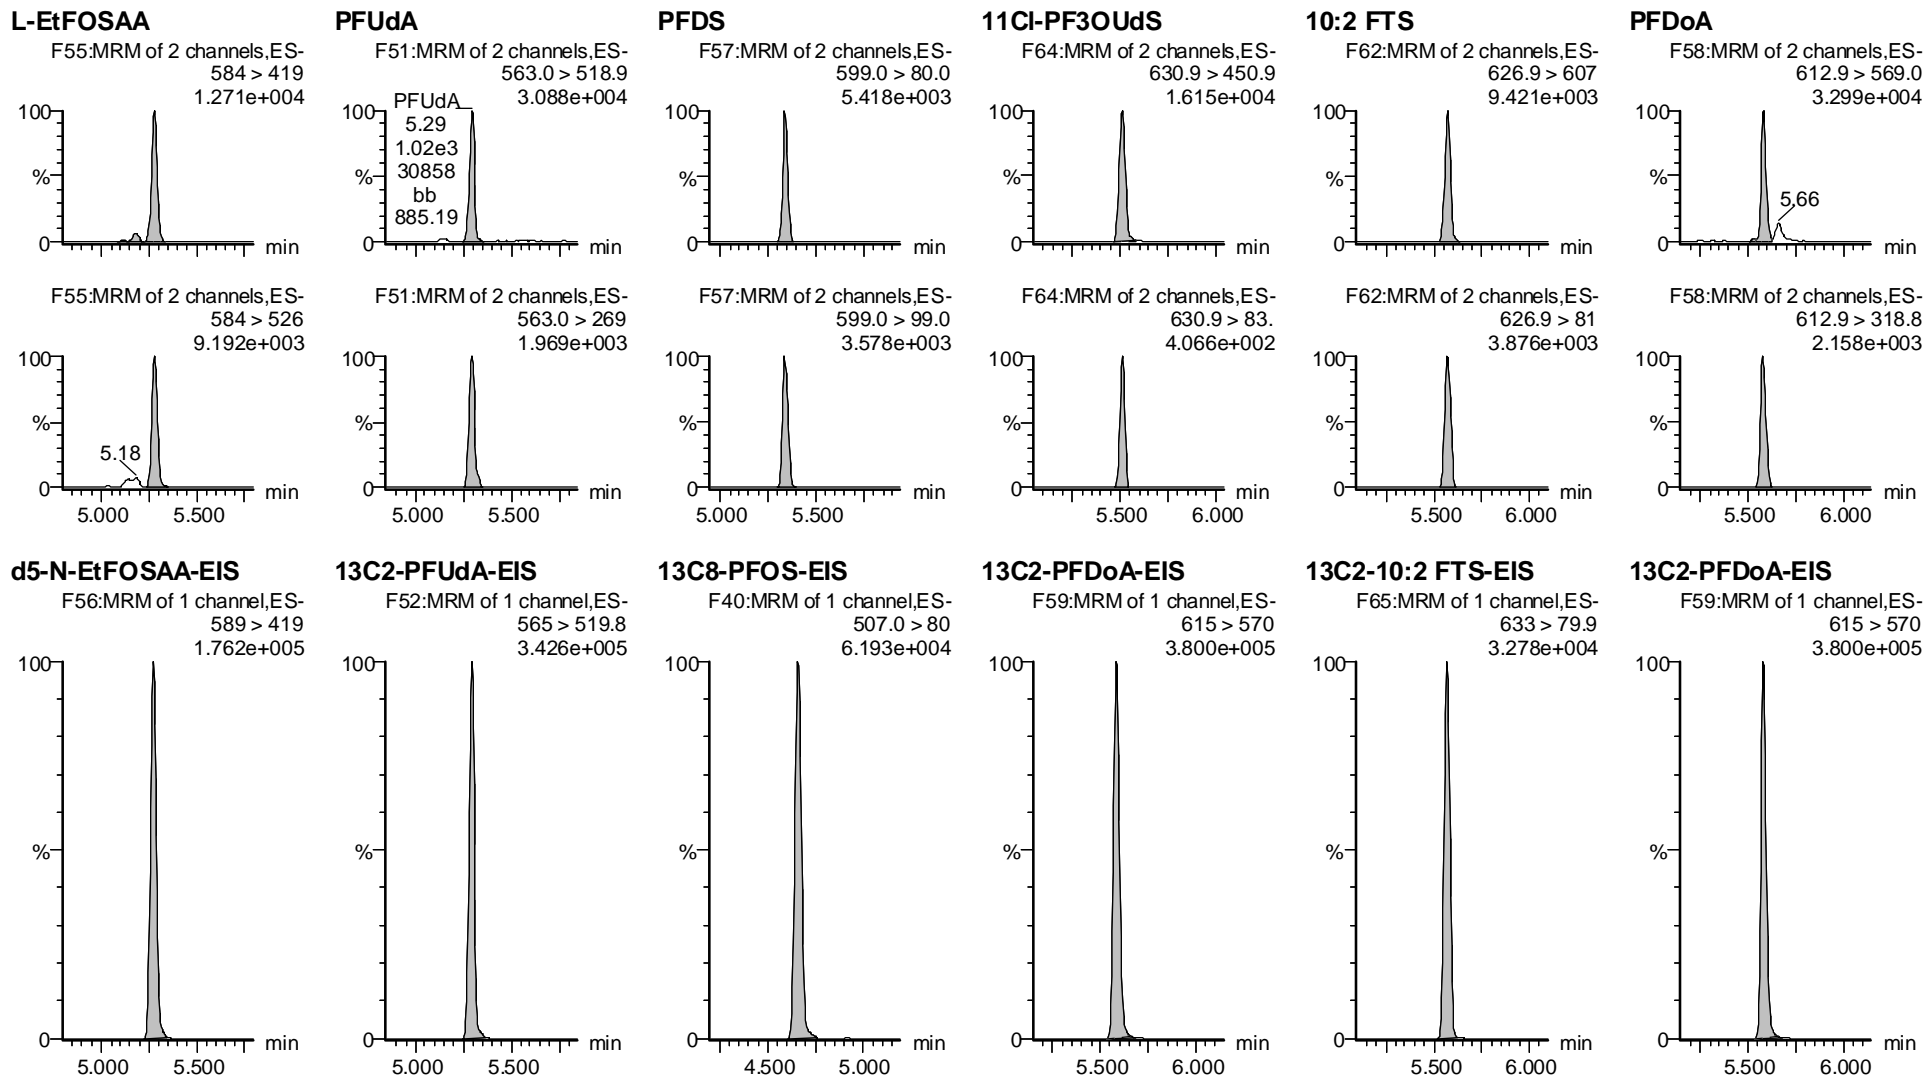 L-EtFOSAA
F55:MRM of 2 channels,ES-
584 > 419
1.271e+004
100
%
0
min
F55:MRM of 2 channels,ES-
584 > 526
9.192e+003
100
%
5.18
0
min
5.000 5.500
PFUdA
F51:MRM of 2 channels,ES-
563.0 > 518.9
3.088e+004
PFUdA
5.29
1.02e3
30858
bb
885.19
100
%
0
min
F51:MRM of 2 channels,ES-
563.0 > 269
1.969e+003
100
%
0
min
5.000 5.500
PFDS
F57:MRM of 2 channels,ES-
599.0 > 80.0
5.418e+003
100
%
0
min
F57:MRM of 2 channels,ES-
599.0 > 99.0
3.578e+003
100
%
0
min
5.000 5.500
11Cl-PF3OUdS
F64:MRM of 2 channels,ES-
630.9 > 450.9
1.615e+004
100
%
0
min
F64:MRM of 2 channels,ES-
630.9 > 83.
4.066e+002
100
%
0
min
5.500 6.000
10:2 FTS
F62:MRM of 2 channels,ES-
626.9 > 607
9.421e+003
100
%
0
min
F62:MRM of 2 channels,ES-
626.9 > 81
3.876e+003
100
%
0
min
5.500 6.000
PFDoA
F58:MRM of 2 channels,ES-
612.9 > 569.0
3.299e+004
100
%
5.66
0
min
F58:MRM of 2 channels,ES-
612.9 > 318.8
2.158e+003
100
%
0
min
5.500 6.000
d5-N-EtFOSAA-EIS
F56:MRM of 1 channel,ES-
589 > 419
1.762e+005
100
%
0
min
5.000 5.500
13C2-PFUdA-EIS
F52:MRM of 1 channel,ES-
565 > 519.8
3.426e+005
100
%
0
min
5.000 5.500
13C8-PFOS-EIS
F40:MRM of 1 channel,ES-
507.0 > 80
6.193e+004
100
%
0
min
4.500 5.000
13C2-PFDoA-EIS
F59:MRM of 1 channel,ES-
615 > 570
3.800e+005
100
%
0
min
5.500 6.000
13C2-10:2 FTS-EIS
F65:MRM of 1 channel,ES-
633 > 79.9
3.278e+004
100
%
0
min
5.500 6.000
13C2-PFDoA-EIS
F59:MRM of 1 channel,ES-
615 > 570
3.800e+005
100
%
0
min
5.500 6.000